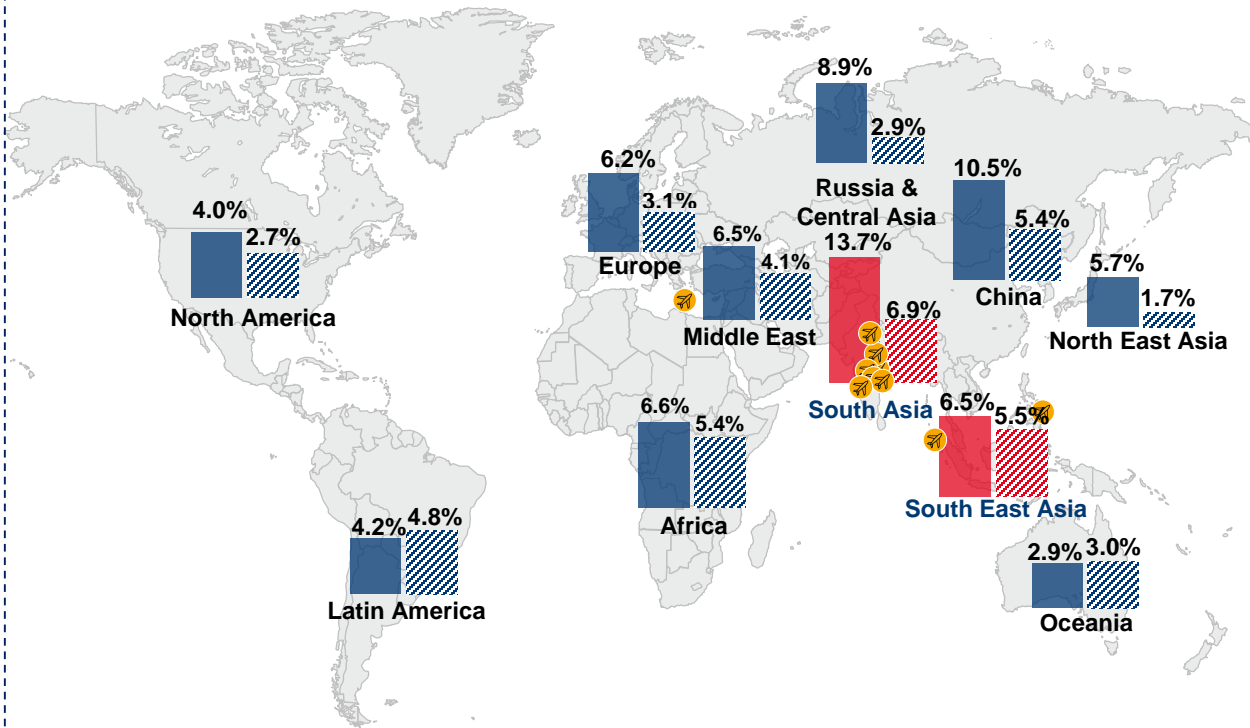 8.9%
2.9%
Russia &
Central Asia
6.2%
3.1%
Europe
10.5%
5.4%
China
4.0%
2.7%
North America
6.5%
4.1%
Middle East
13.7%
6.9%
South Asia
5.7%
1.7%
North East Asia
6.6%
5.4%
Africa
6.5%
5.5%
South East Asia
4.2%
4.8%
Latin America
2.9%
3.0%
Oceania